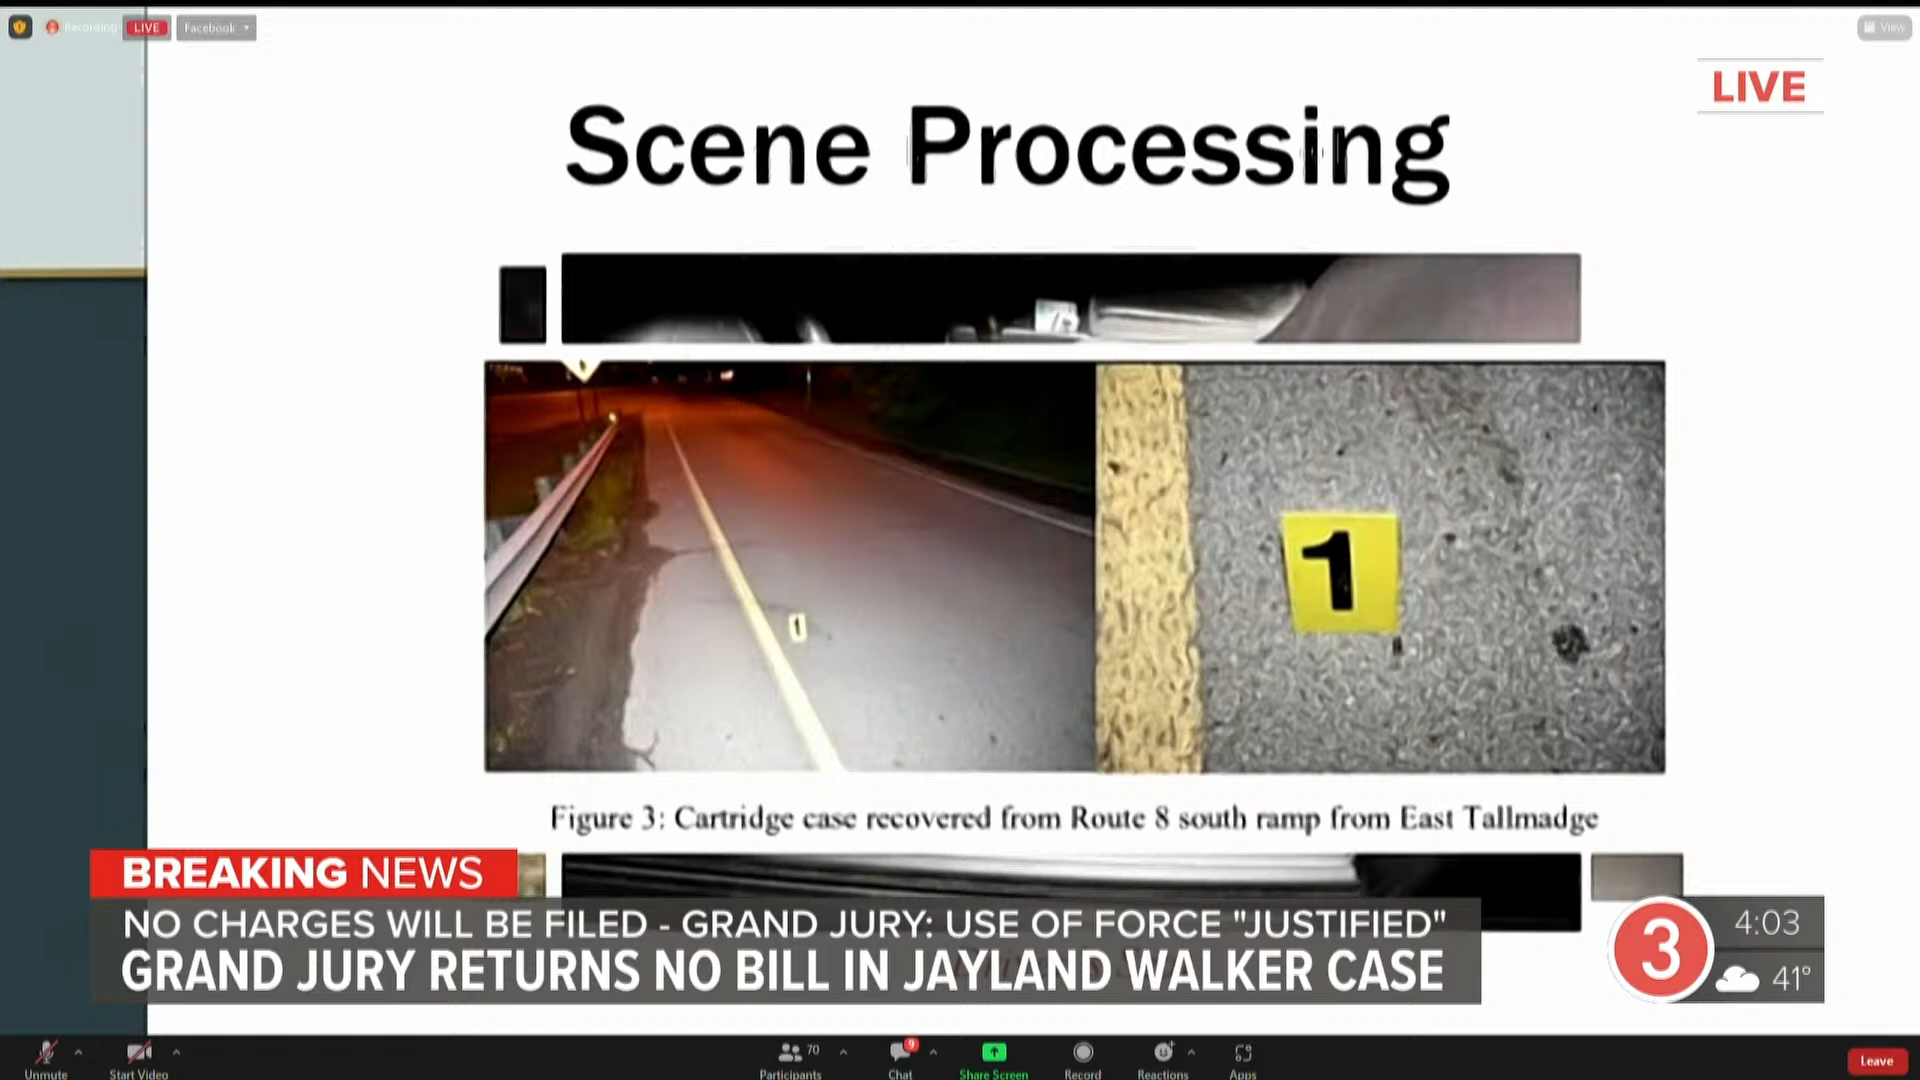 Recording
LIVE
Facebook
View
LIVE
Scene Processing
1
1
Figure 3: Cartridge case recovered from Route 8 south ramp from East Tallmadge
BREAKING NEWS
NO CHARGES WILL BE FILED - GRAND JURY: USE OF FORCE "JUSTIFIED"
GRAND JURY RETURNS NO BILL IN JAYLAND WALKER CASE
3
4:03
41°
Unmute
Start Video
70
Participants
9
Chat
Share Screen
Record
Reactions
Apps
Leave